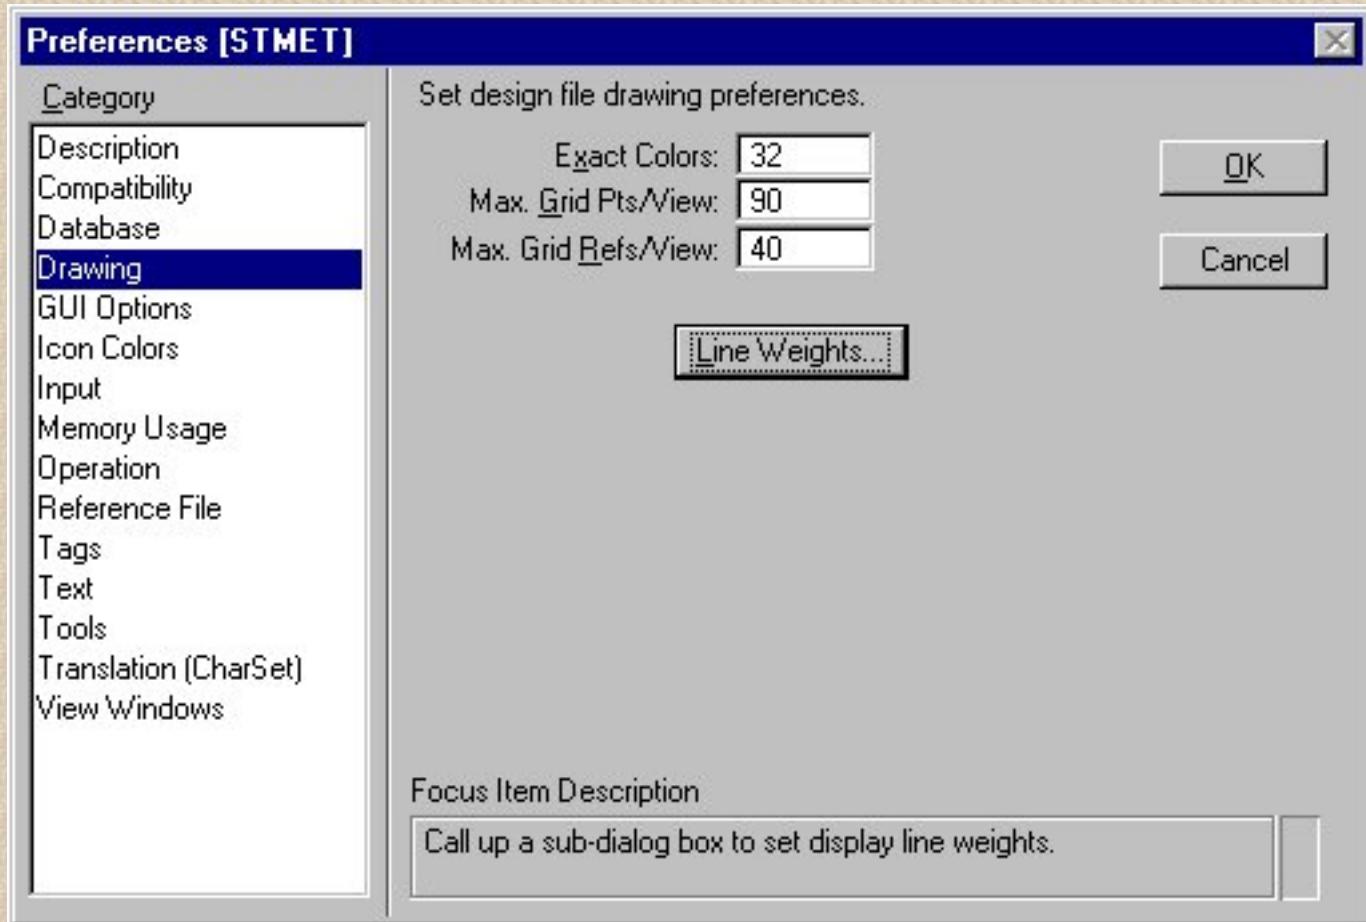 Preferences [STMET]
Category
Description
Compatibility
Database
Drawing
GUI Options
Icon Colors
Input
Memory Usage
Operation
Reference File
Tags
Text
Tools
Translation (CharSet)
View Windows
Set design file drawing preferences.
Exact Colors: 32
Max. Grid Pts/View: 90
Max. Grid Refs/View: 40
Line Weights...
OK
Cancel
Focus Item Description
Call up a sub-dialog box to set display line weights.